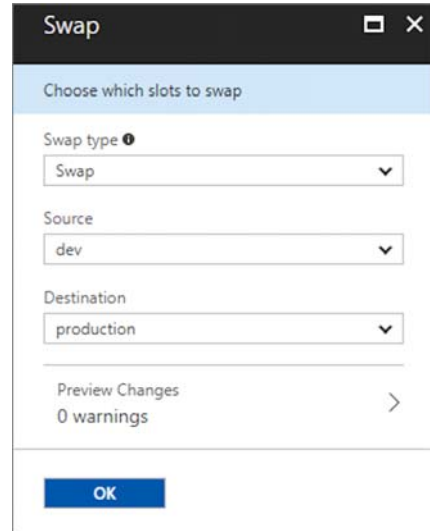 Swap
Choose which slots to swap
Swap type
Swap
Source
dev
Destination
production
Preview Changes
0 warnings
OK